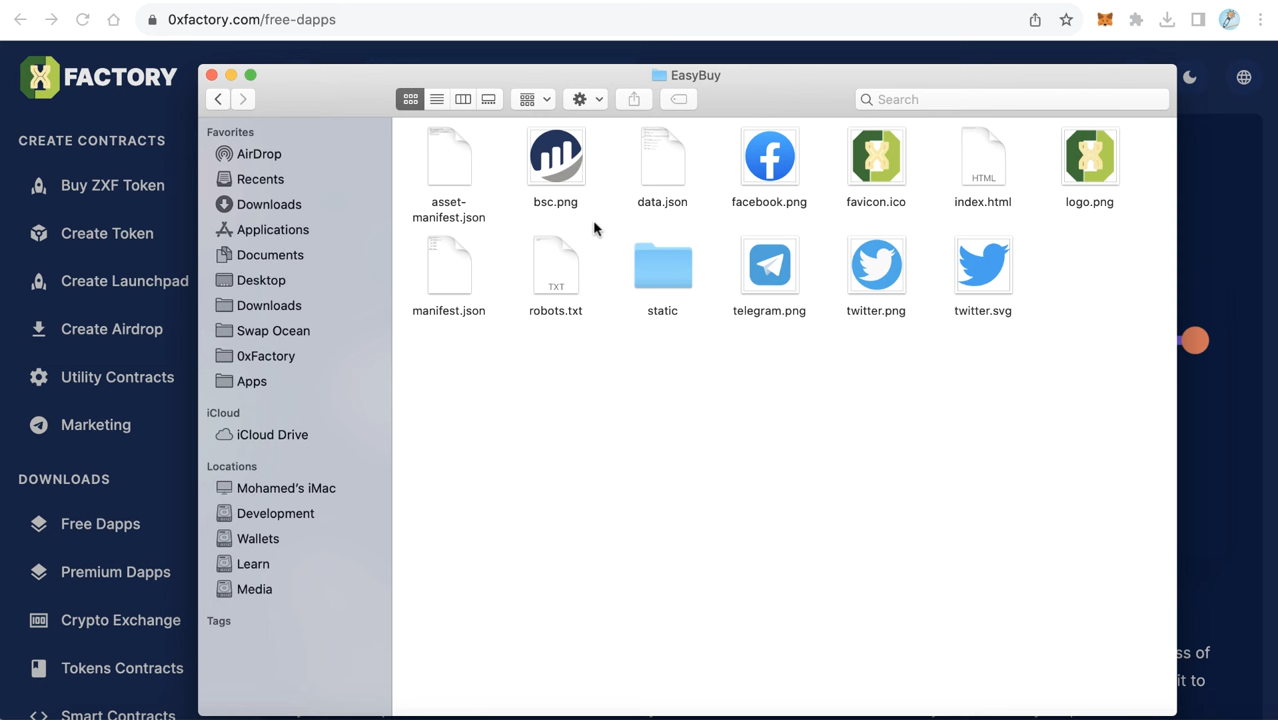 0xfactory.com/free-dapps
FACTORY
CREATE CONTRACTS
Buy ZXF Token
Create Token
Create Launchpad
Create Airdrop
Utility Contracts
Marketing
DOWNLOADS
Free Dapps
Premium Dapps
Crypto Exchange
Tokens Contracts
Smart Contracts
EasyBuy
Search
Favorites
AirDrop
Recents
Downloads
Applications
Documents
Desktop
Downloads
Swap Ocean
0xFactory
Apps
iCloud
iCloud Drive
Locations
Mohamed’s iMac
Development
Wallets
Learn
Media
Tags
asset-
manifest.json
bsc.png
data.json
facebook.png
favicon.ico
HTML
index.html
logo.png
manifest.json
TXT
robots.txt
static
telegram.png
twitter.png
twitter.svg
ss of
it to